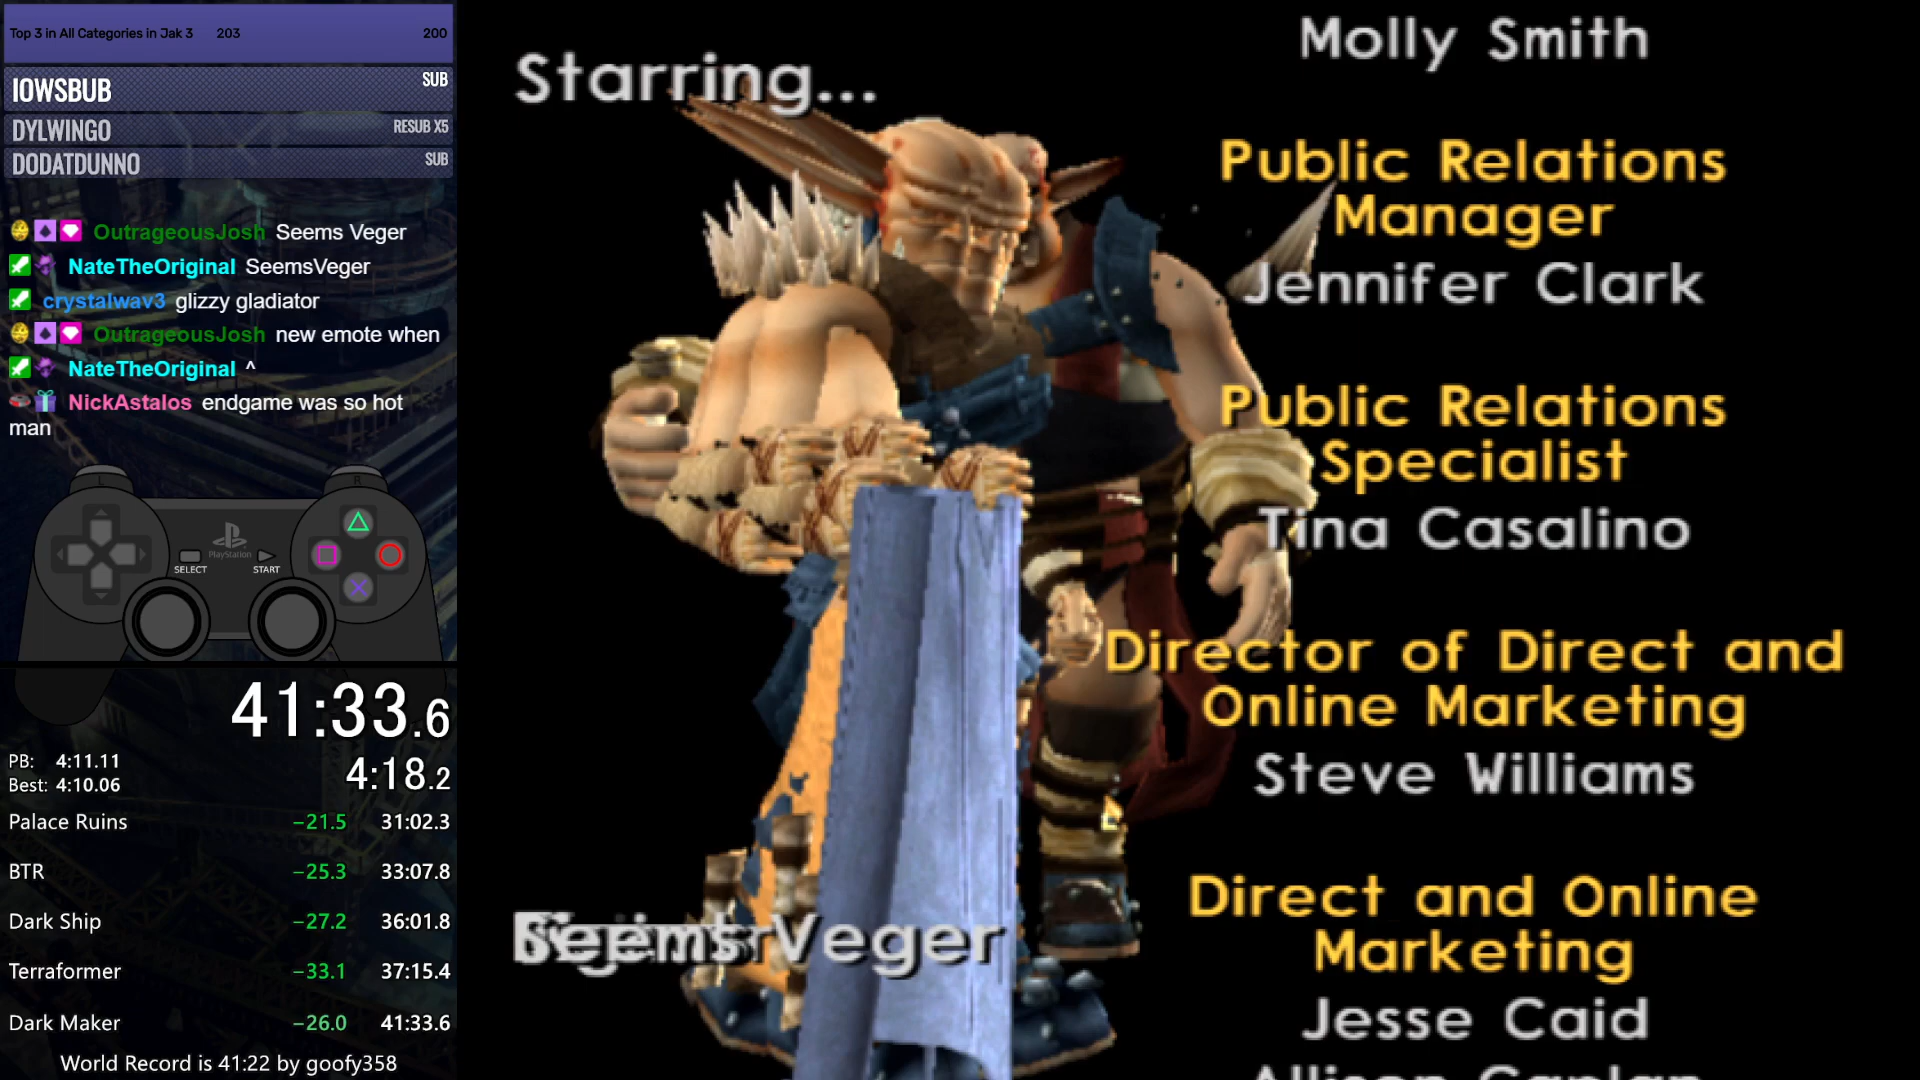 Top 3 in All Categories in Jak 3 203 200
IOWSBUB SUB
DYLWINGO RESUB X5
DODATDUNNO SUB
OutrageousJosh Seems Veger
NateTheOriginal SeemsVeger
crystalwav3 glizzy gladiator
OutrageousJosh new emote when
NateTheOriginal ^
NickAstalos endgame was so hot
man
L R
PlayStation
SELECT START
41:33.6
PB: 4:11.11
4:18.2
Best: 4:10.06
Palace Ruins -21.5 31:02.3
BTR -25.3 33:07.8
Dark Ship -27.2 36:01.8
Terraformer -33.1 37:15.4
Dark Maker -26.0 41:33.6
World Record is 41:22 by goofy358
Starring...
Seems Veger
Molly Smith
Public Relations
Manager
Jennifer Clark
Public Relations
Specialist
Tina Casalino
Director of Direct and
Online Marketing
Steve Williams
Direct and Online
Marketing
Jesse Caid